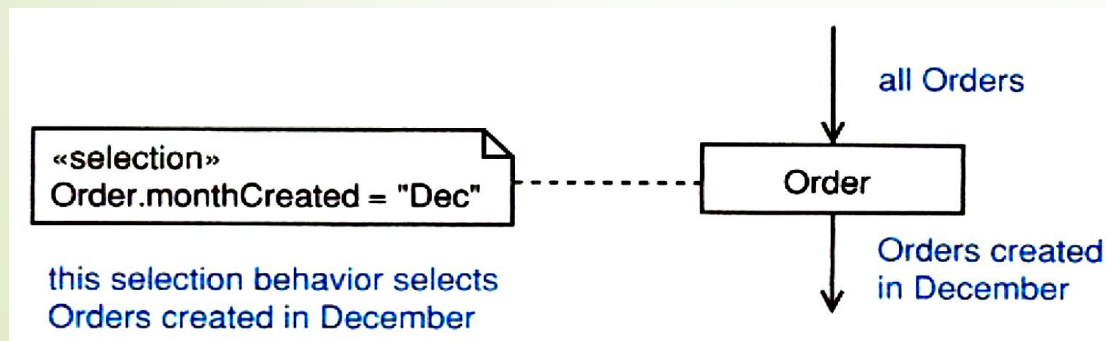 all Orders
«selection»
Order.monthCreated = "Dec"
Order
this selection behavior selects
Orders created in December
Orders created
in December